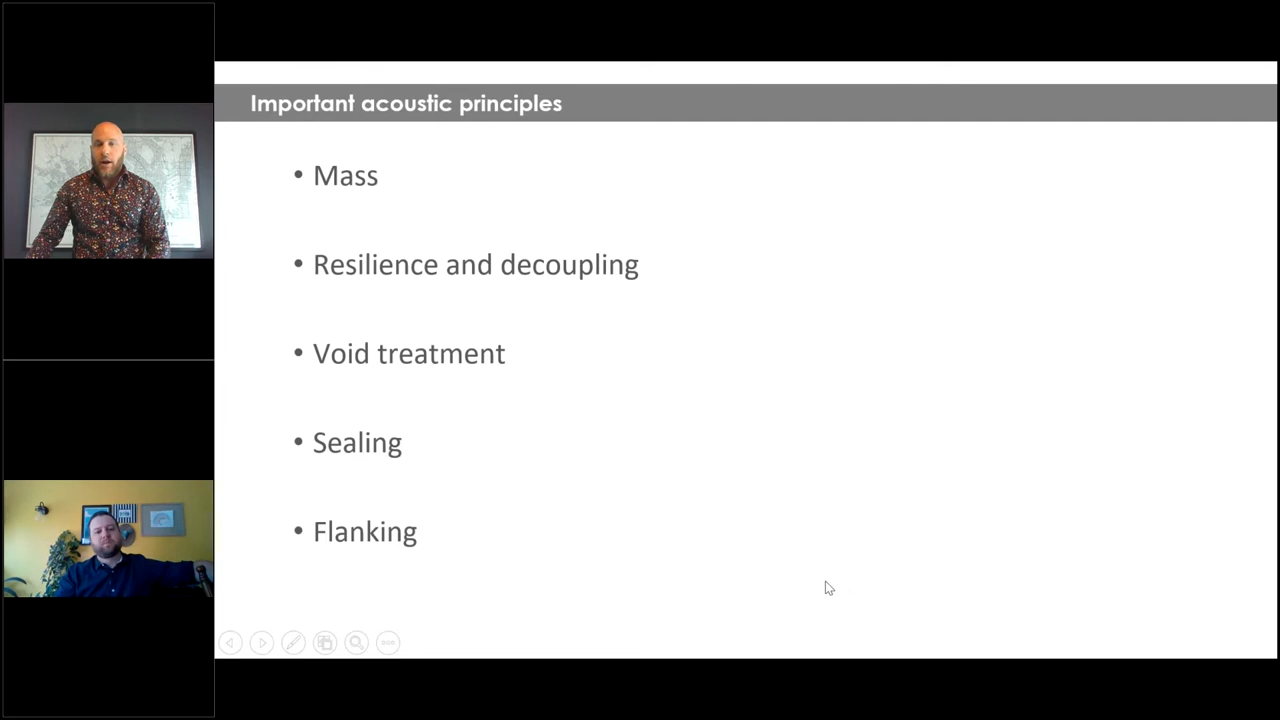 Important acoustic principles
• Mass
• Resilience and decoupling
• Void treatment
• Sealing
• Flanking